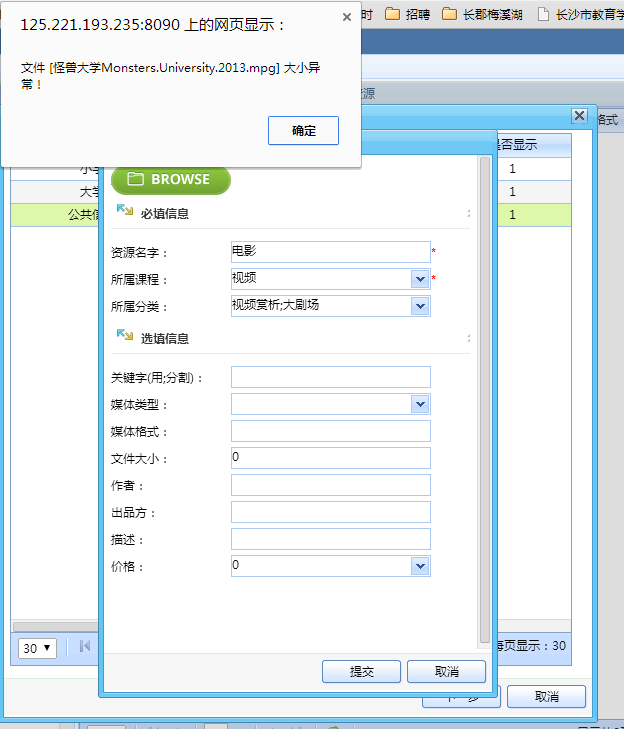 125.221.193.235:8090 上的网页显示：
文件 [怪兽大学Monsters.University.2013.mpg] 大小异
常！
确定
时 招聘 长郡梅溪湖 长沙市教育学
源
格式
是否显示
小学 1
大学 1
公共信 1
BROWSE
必填信息
资源名字： 电影 *
所属课程： 视频 *
所属分类： 视频赏析;大剧场
选填信息
关键字(用;分割)：
媒体类型：
媒体格式：
文件大小： 0
作者：
出品方：
描述：
价格： 0
30 ▼ 每页显示：30
提交 取消
下一步 取消